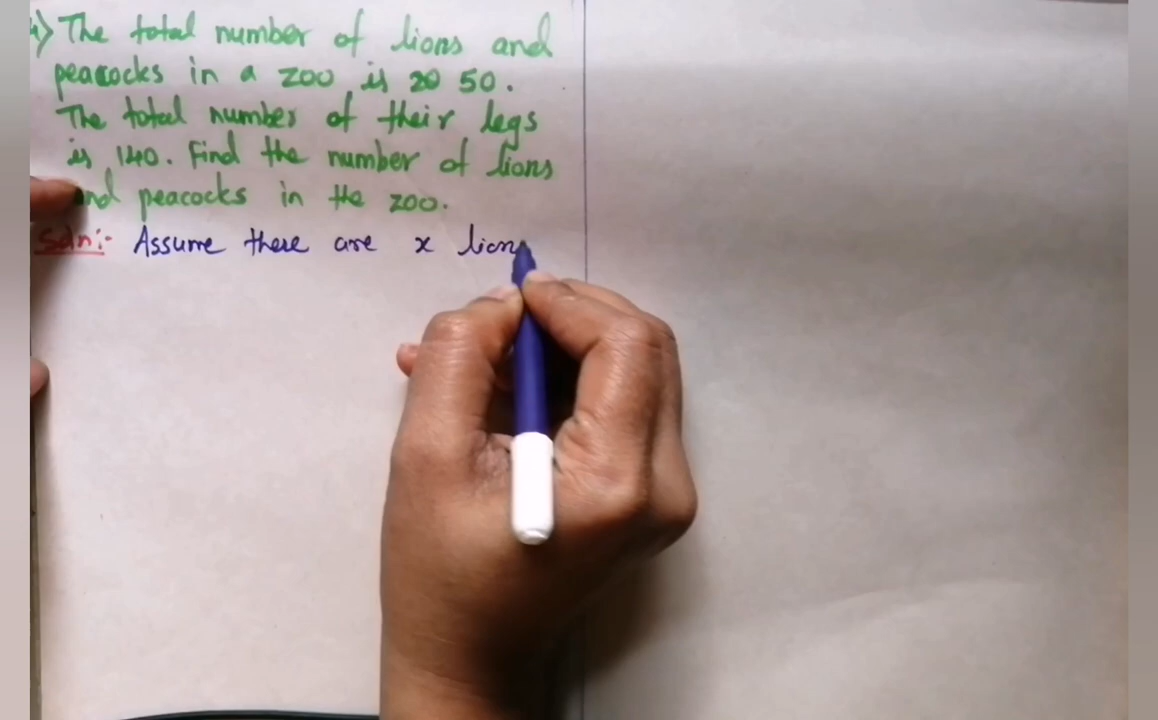 4) The total number of lions and
peacocks in a zoo is 20 50.
The total number of their legs
is 140. Find the number of lions
and peacocks in the zoo.
Soln:- Assume there are x lions